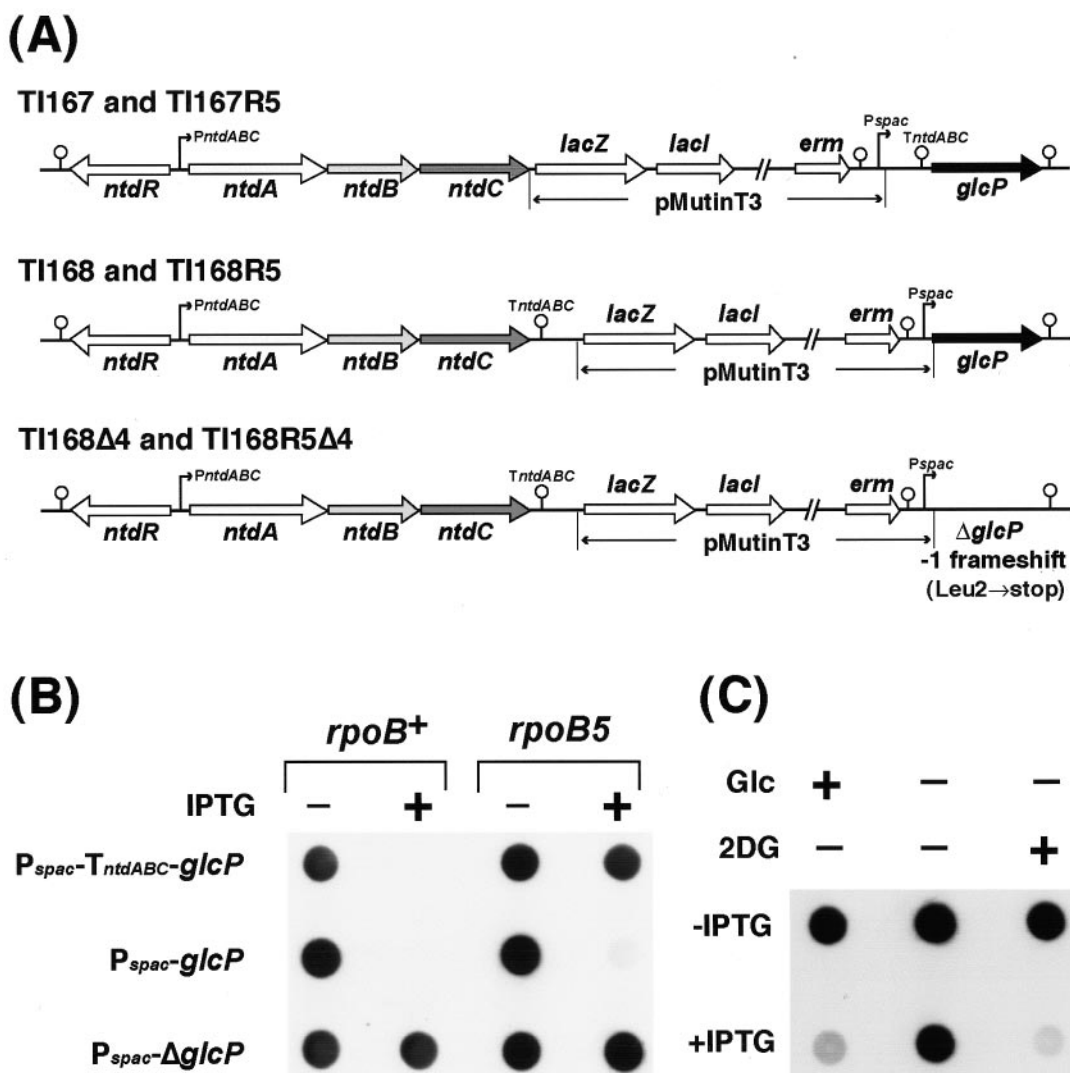 (A)
TI167 and TI167R5
PntdABC
lacZ
lacI
erm
Pspac
TntdABC
ntdR
ntdA
ntdB
ntdC
pMutinT3
glcP
TI168 and TI168R5
PntdABC
TntdABC
lacZ
lacI
erm
Pspac
ntdR
ntdA
ntdB
ntdC
pMutinT3
glcP
TI168Δ4 and TI168R5Δ4
PntdABC
TntdABC
lacZ
lacI
erm
Pspac
ntdR
ntdA
ntdB
ntdC
pMutinT3
ΔglcP
-1 frameshift
(Leu2→stop)
(B)
rpoB+ rpoB5
IPTG − + − +
Pspac-TntdABC-glcP
Pspac-glcP
Pspac-ΔglcP
(C)
Glc + − −
2DG − − +
-IPTG
+IPTG